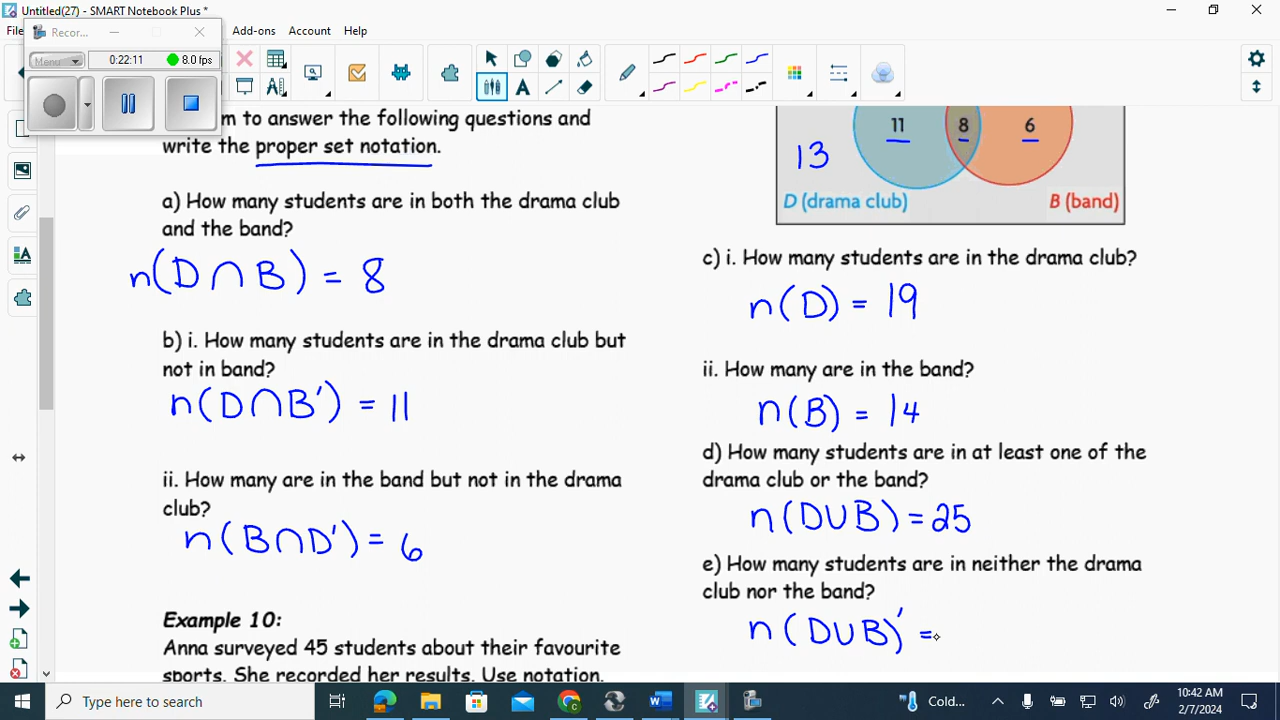 Untitled(27) - SMART Notebook Plus *
Recor...
Menu
0:22:11
8.0 fps
Add-ons Account Help
to answer the following questions and
write the proper set notation.
a) How many students are in both the drama club
and the band?
n(D∩B) = 8
b) i. How many students are in the drama club but
not in band?
n(D∩B′) = 11
ii. How many are in the band but not in the drama
club?
n(B∩D′) = 6
Example 10:
Anna surveyed 45 students about their favourite
sports. She recorded her results. Use notation.
11 8 6
13
D (drama club) B (band)
c) i. How many students are in the drama club?
n(D) = 19
ii. How many are in the band?
n(B) = 14
d) How many students are in at least one of the
drama club or the band?
n(D∪B) = 25
e) How many students are in neither the drama
club nor the band?
n(D∪B)′ =
Type here to search
Cold...
10:42 AM
2/7/2024